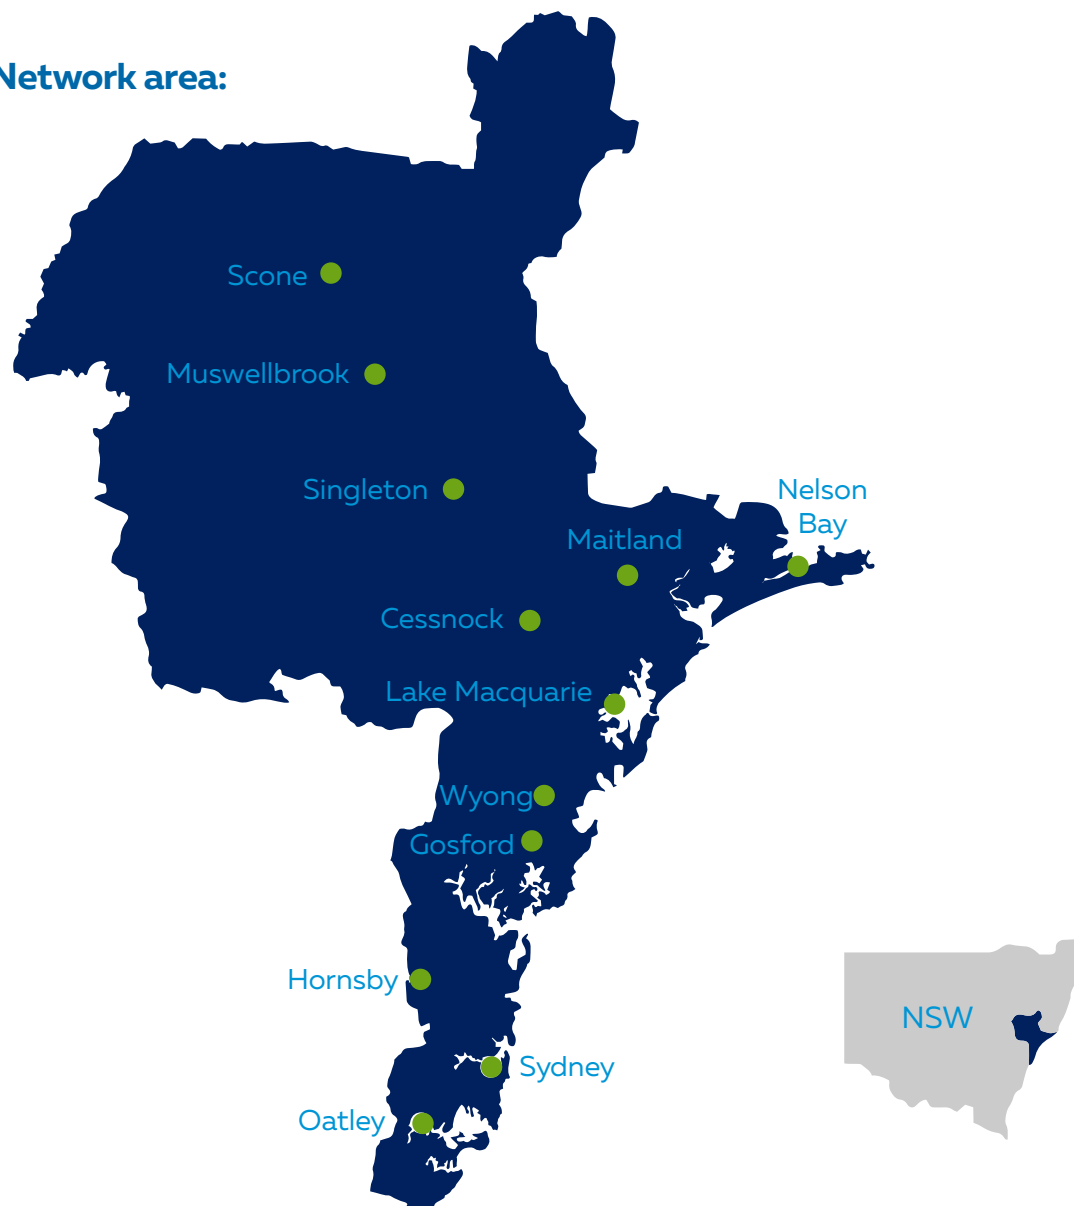 Network area:
Scone
Muswellbrook
Singleton
Nelson
Bay
Maitland
Cessnock
Lake Macquarie
Wyong
Gosford
Hornsby
NSW
Sydney
Oatley